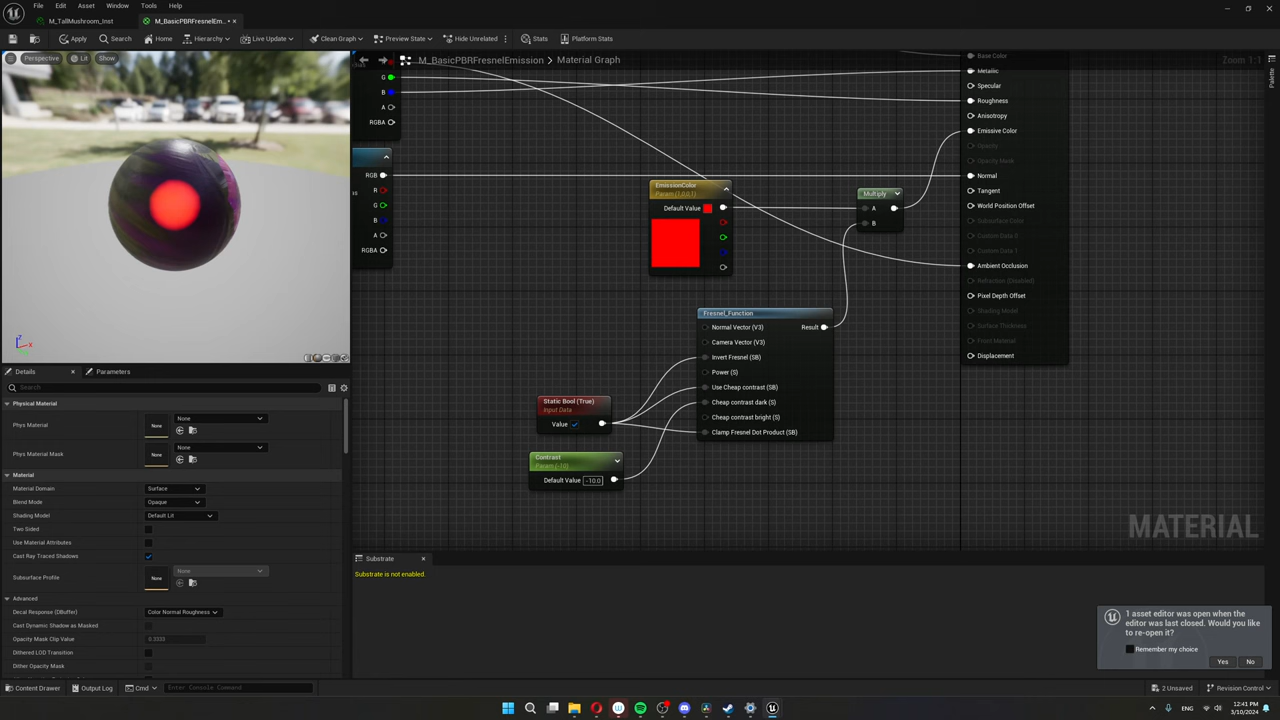 File Edit Asset Window Tools Help
M_TallMushroom_Inst
M_BasicPBRFresnelEm.. •
Apply Search Home Hierarchy Live Update Clean Graph Preview State Hide Unrelated Stats Platform Stats
Perspective Lit Show
M_BasicPBRFresnelEmission Material Graph
Zoom 1:1
Palette
G
B
A
RGBA
RGB
R
G
B
A
RGBA
EmissionColor
Param (1,0,0,1)
Default Value
Multiply
A
B
Base Color
Metallic
Specular
Roughness
Anisotropy
Emissive Color
Opacity
Opacity Mask
Normal
Tangent
World Position Offset
Subsurface Color
Custom Data 0
Custom Data 1
Ambient Occlusion
Refraction (Disabled)
Pixel Depth Offset
Shading Model
Surface Thickness
Front Material
Displacement
Fresnel_Function
Normal Vector (V3) Result
Camera Vector (V3)
Invert Fresnel (SB)
Power (S)
Use Cheap contrast (SB)
Cheap contrast dark (S)
Cheap contrast bright (S)
Clamp Fresnel Dot Product (SB)
Static Bool (True)
Input Data
Value
Contrast
Param (-10)
Default Value -10.0
MATERIAL
Z
X
Details Parameters
Search
Physical Material
Phys Material None None
Phys Material Mask None None
Material
Material Domain Surface
Blend Mode Opaque
Shading Model Default Lit
Two Sided
Use Material Attributes
Cast Ray Traced Shadows
Subsurface Profile None None
Advanced
Decal Response (DBuffer) Color Normal Roughness
Cast Dynamic Shadow as Masked
Opacity Mask Clip Value 0.3333
Dithered LOD Transition
Dither Opacity Mask
Substrate
Substrate is not enabled.
1 asset editor was open when the
editor was last closed. Would you like
to re-open it?
Remember my choice
Yes No
Content Drawer Output Log Cmd Enter Console Command
2 Unsaved Revision Control
ENG
12:41 PM
3/10/2024